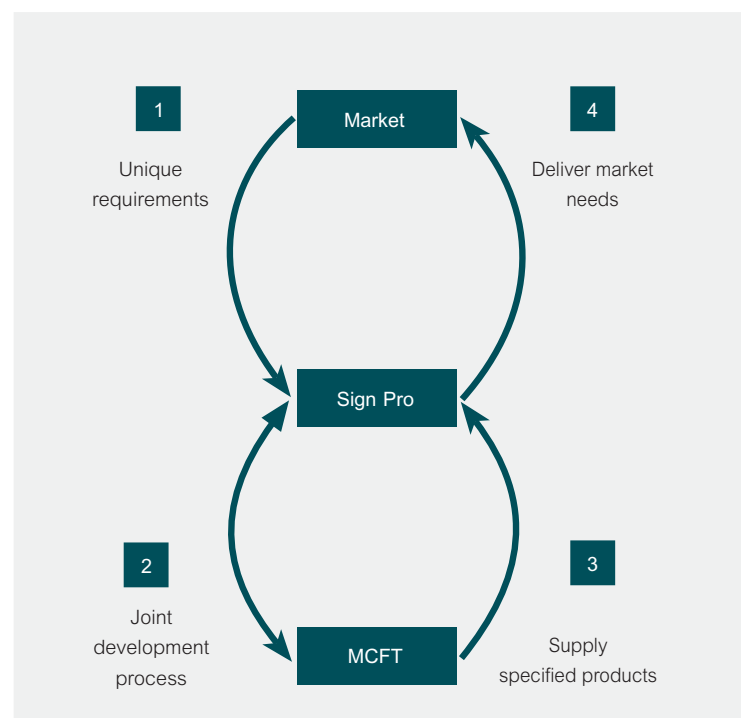 1
Market
4
Unique
requirements
Deliver market
needs
Sign Pro
2
Joint
development
process
3
Supply
specified products
MCFT